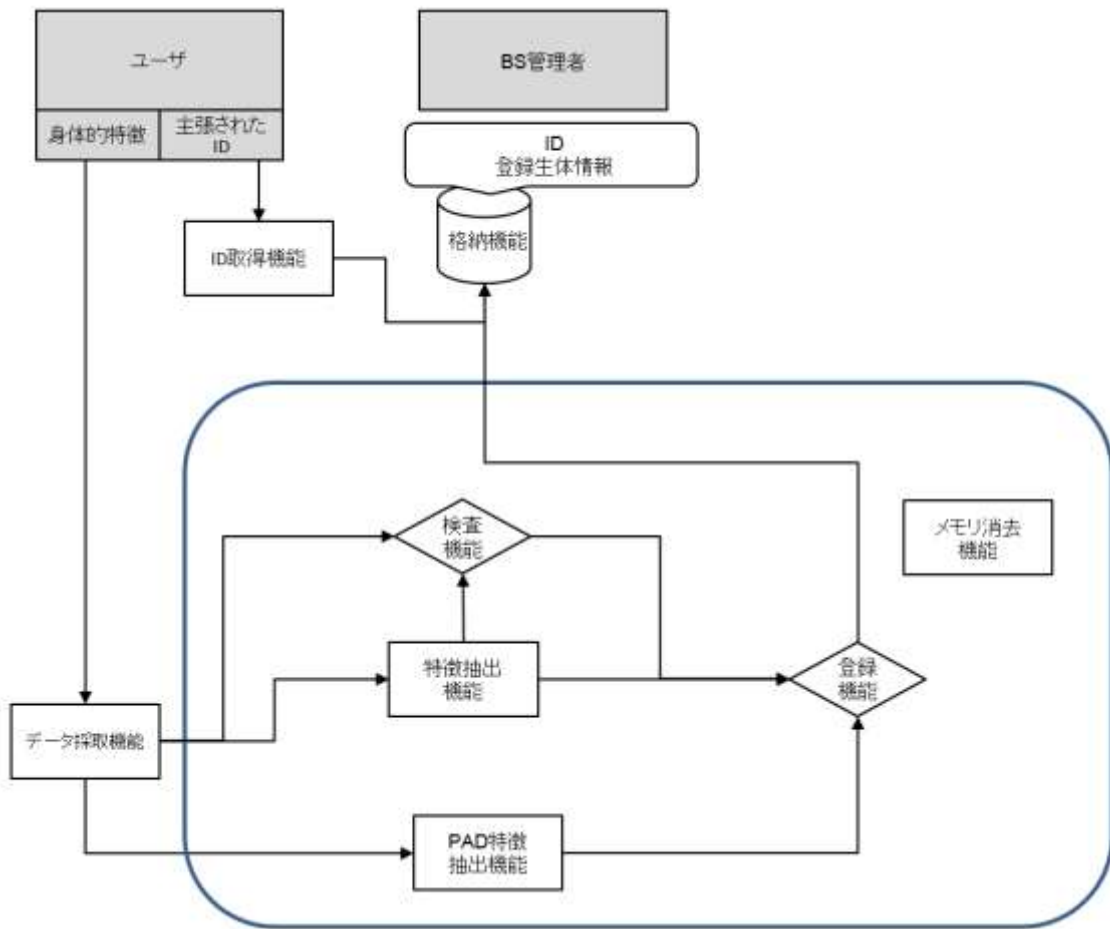 ユーザ
BS管理者
身体的特徴
主張された
ID
ID
登録生体情報
ID取得機能
格納機能
検査
機能
メモリ消去
機能
特徴抽出
機能
登録
機能
データ採取機能
PAD特徴
抽出機能